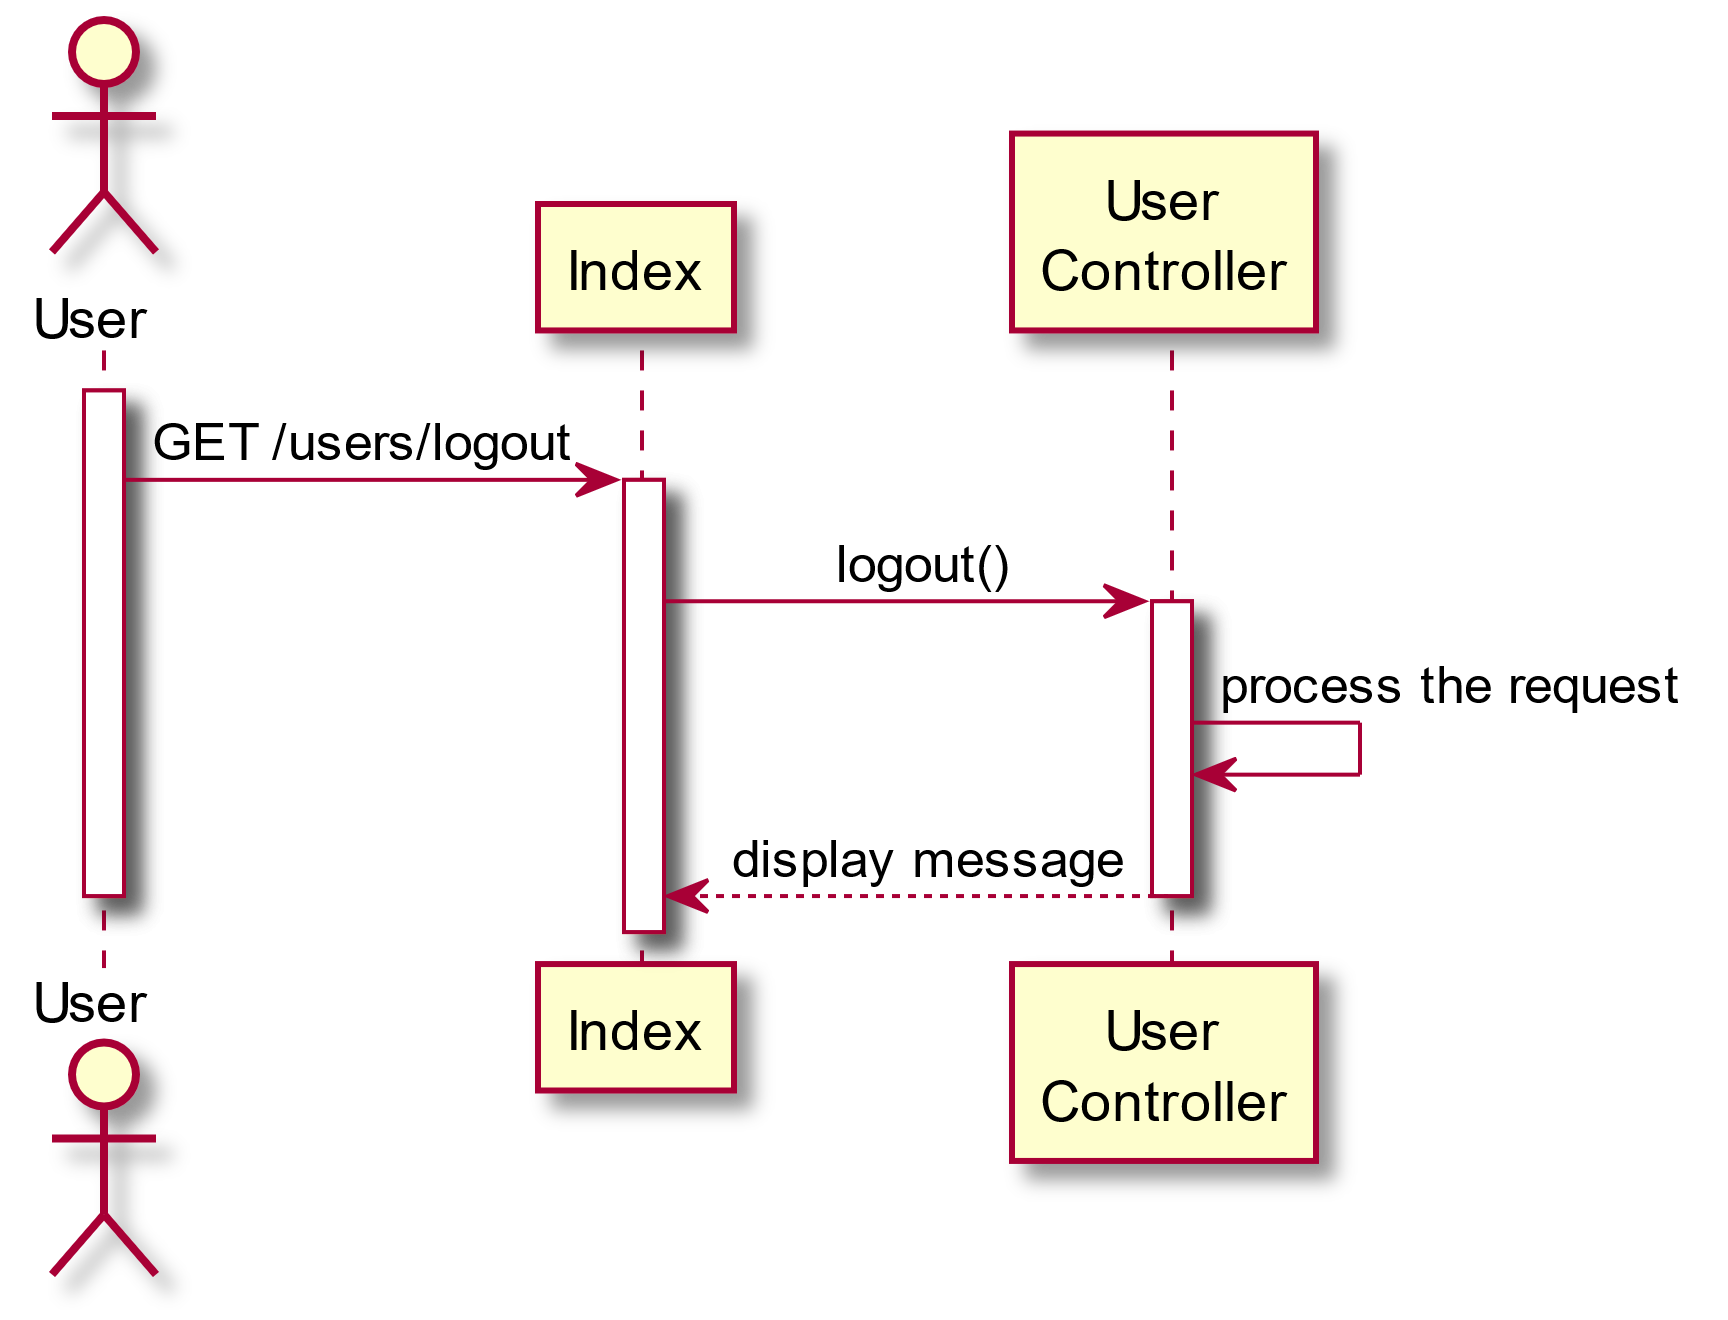 User
Index
User
Controller
GET /users/logout
logout()
process the request
display message
User
Index
User
Controller